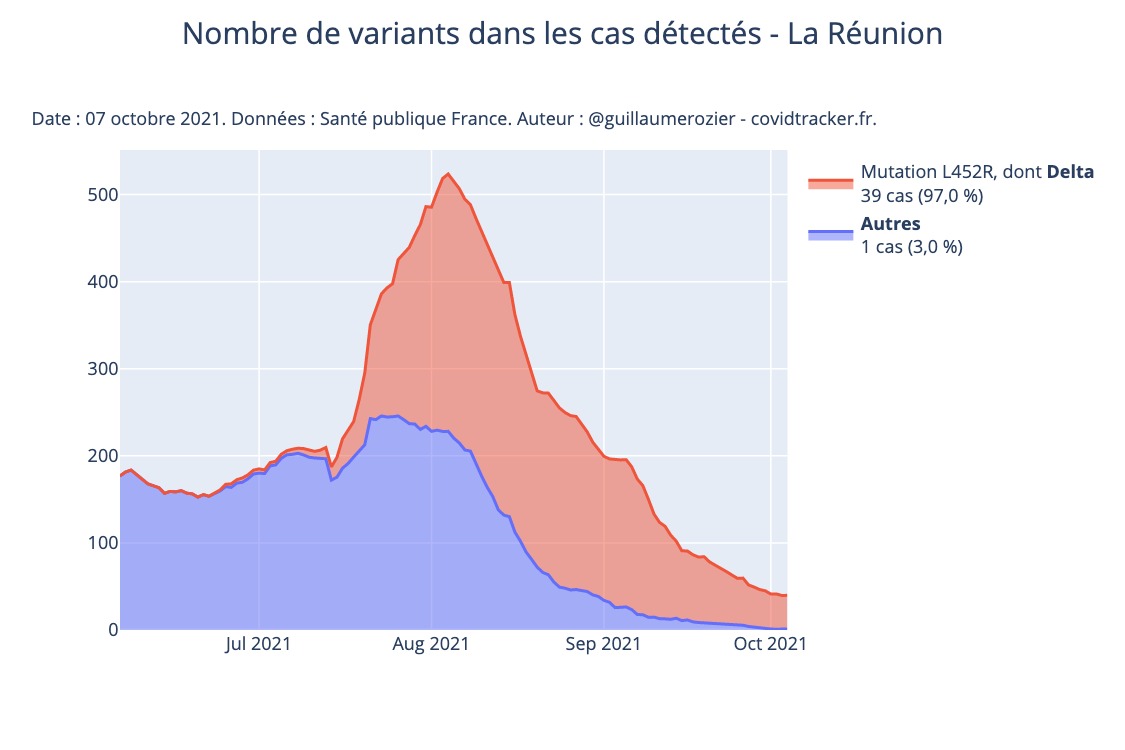 Nombre de variants dans les cas détectés - La Réunion
Date : 07 octobre 2021. Données : Santé publique France. Auteur : @guillaumerozier - covidtracker.fr.
Mutation L452R, dont Delta
39 cas (97,0 %)
Autres
1 cas (3,0 %)
500
400
300
200
100
0
Jul 2021
Aug 2021
Sep 2021
Oct 2021